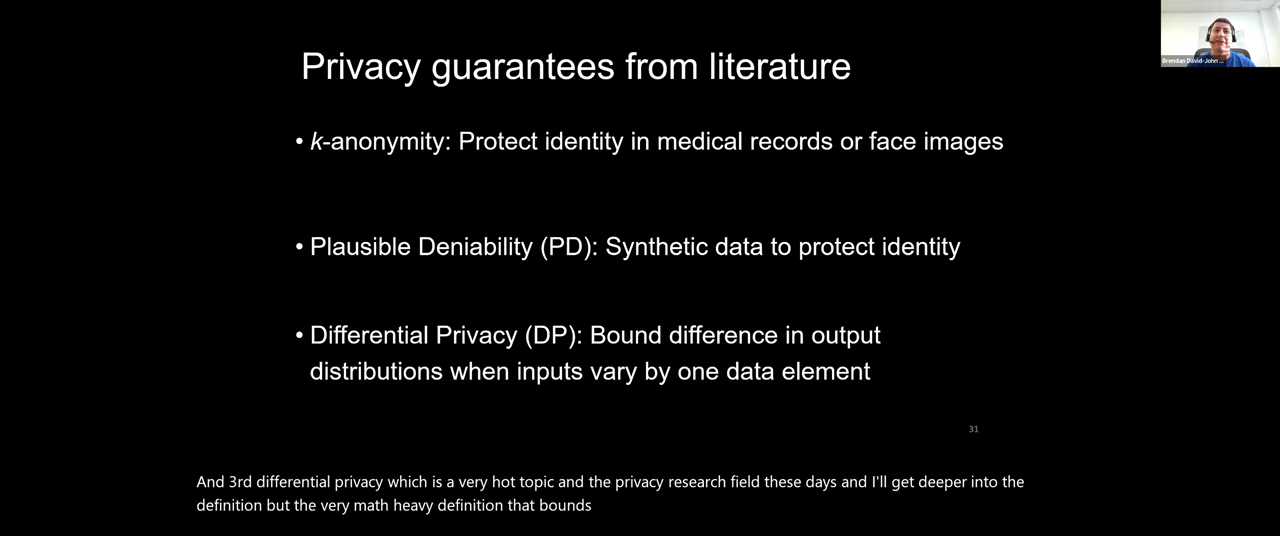 Privacy guarantees from literature
• k-anonymity: Protect identity in medical records or face images
• Plausible Deniability (PD): Synthetic data to protect identity
• Differential Privacy (DP): Bound difference in output
distributions when inputs vary by one data element
31
And 3rd differential privacy which is a very hot topic and the privacy research field these days and I'll get deeper into the
definition but the very math heavy definition that bounds
Brendan David-John ...